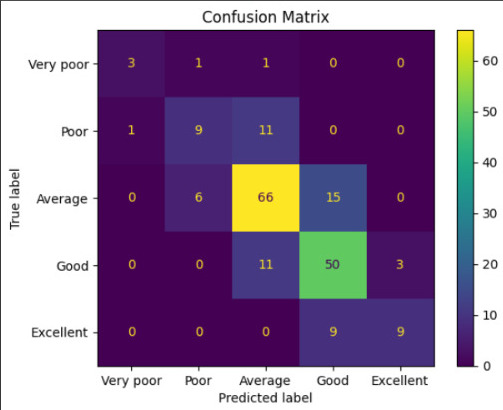 Confusion Matrix
Very poor 3 1 1 0 0
Poor 1 9 11 0 0
Average 0 6 66 15 0
Good 0 0 11 50 3
Excellent 0 0 0 9 9
Very poor Poor Average Good Excellent
Predicted label
True label
60
50
40
30
20
10
0